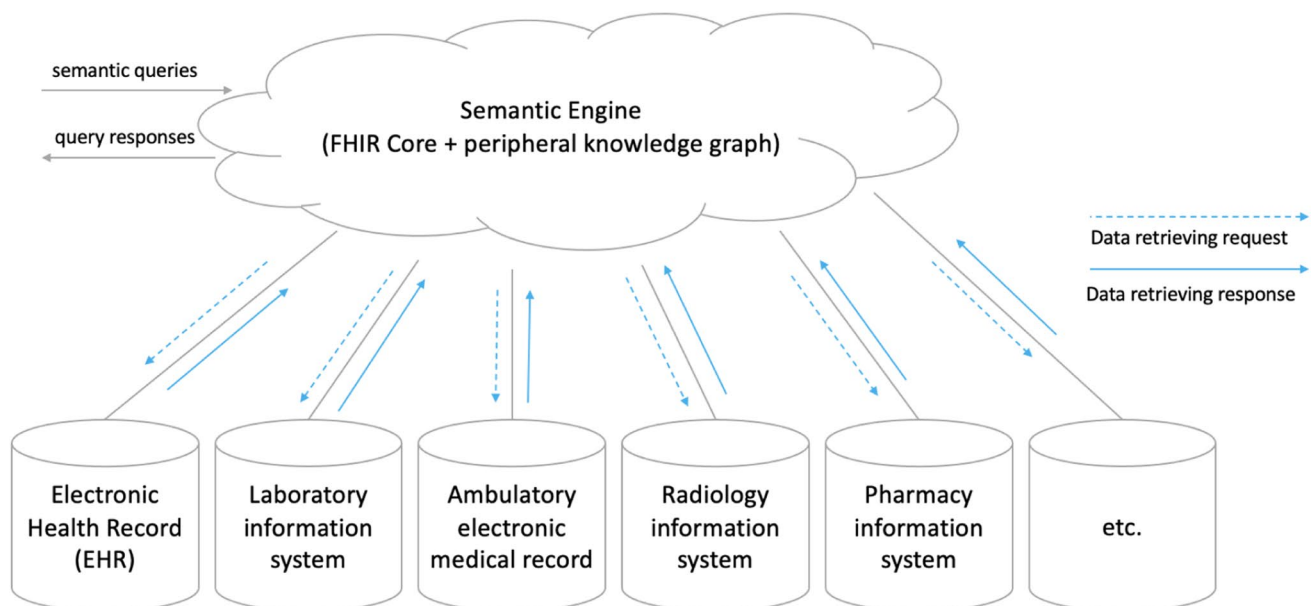 semantic queries
query responses
Semantic Engine
(FHIR Core + peripheral knowledge graph)
Data retrieving request
Data retrieving response
Electronic
Health Record
(EHR)
Laboratory
information
system
Ambulatory
electronic
medical record
Radiology
information
system
Pharmacy
information
system
etc.